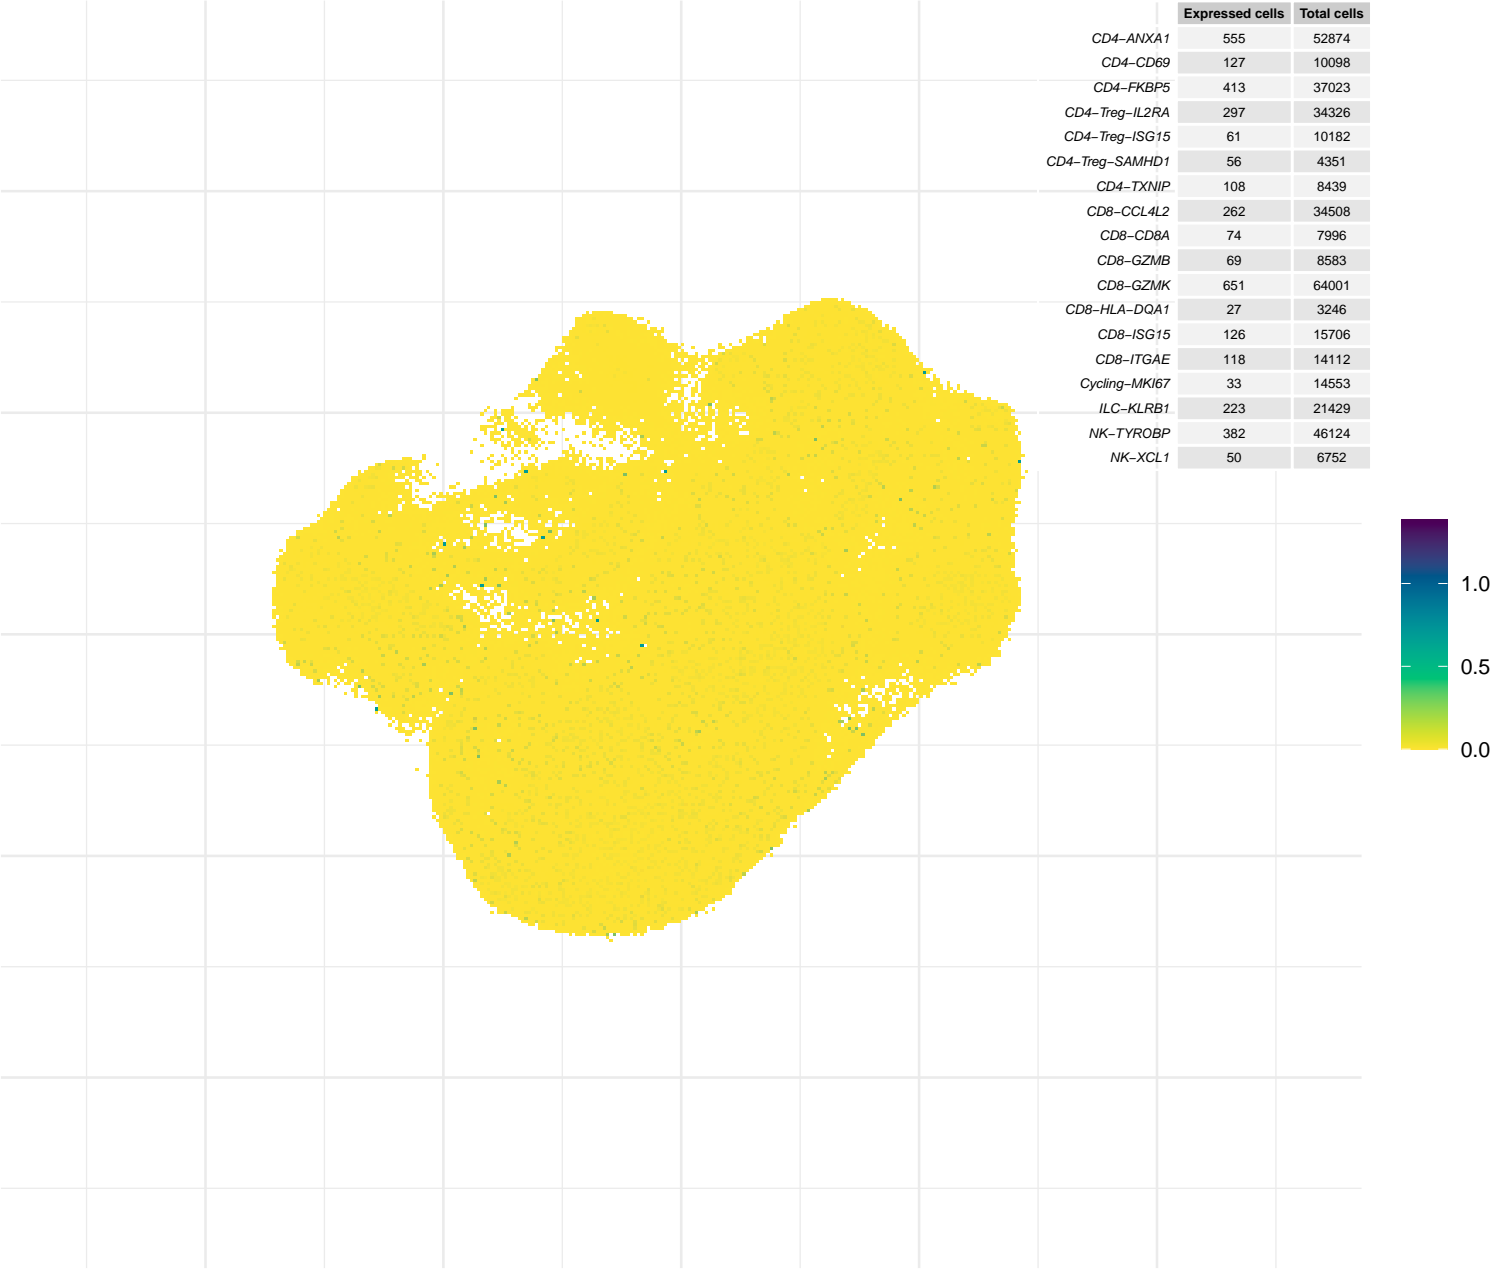 Expressed cells Total cells
CD4−ANXA1 555 52874
CD4−CD69 127 10098
CD4−FKBP5 413 37023
CD4−Treg−IL2RA 297 34326
CD4−Treg−ISG15 61 10182
CD4−Treg−SAMHD1 56 4351
CD4−TXNIP 108 8439
CD8−CCL4L2 262 34508
CD8−CD8A 74 7996
CD8−GZMB 69 8583
CD8−GZMK 651 64001
CD8−HLA−DQA1 27 3246
CD8−ISG15 126 15706
CD8−ITGAE 118 14112
Cycling−MKI67 33 14553
ILC−KLRB1 223 21429
NK−TYROBP 382 46124
NK−XCL1 50 6752
1.0
0.5
0.0